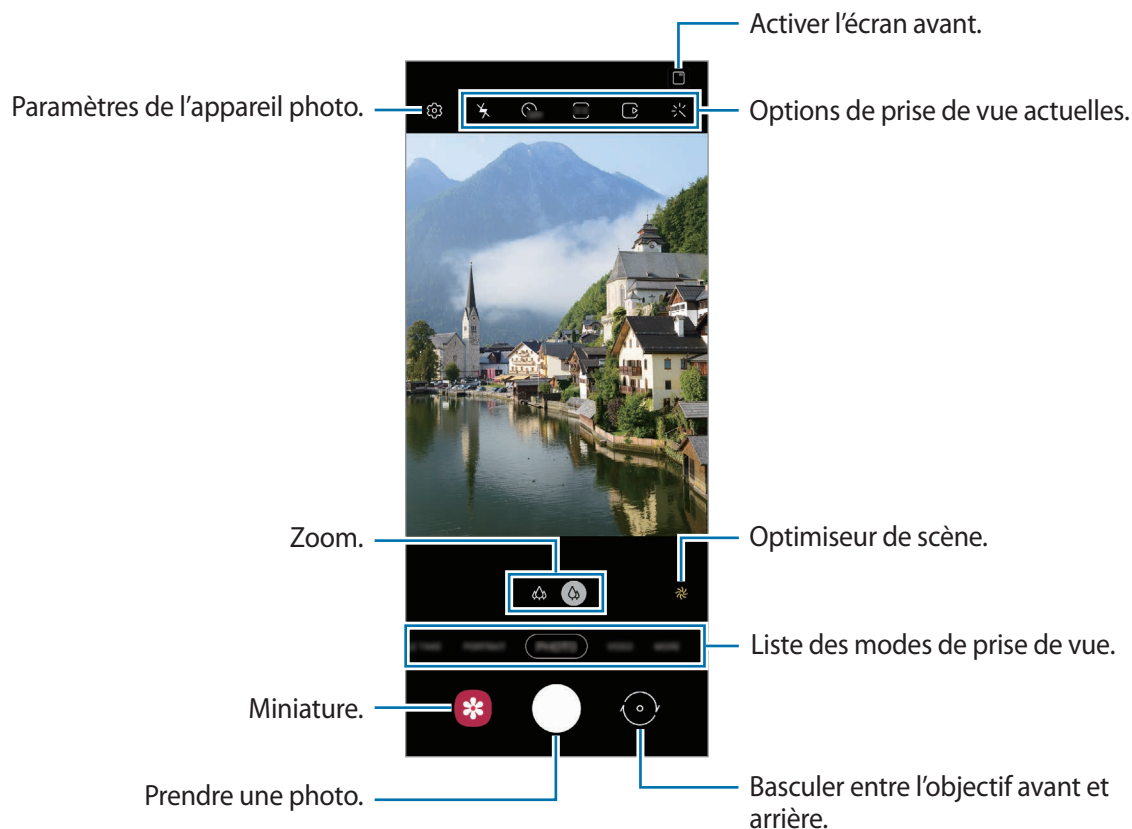 Activer l'écran avant.
Paramètres de l'appareil photo.
Options de prise de vue actuelles.
Zoom.
Optimiseur de scène.
Liste des modes de prise de vue.
Miniature.
Prendre une photo.
Basculer entre l'objectif avant et
arrière.